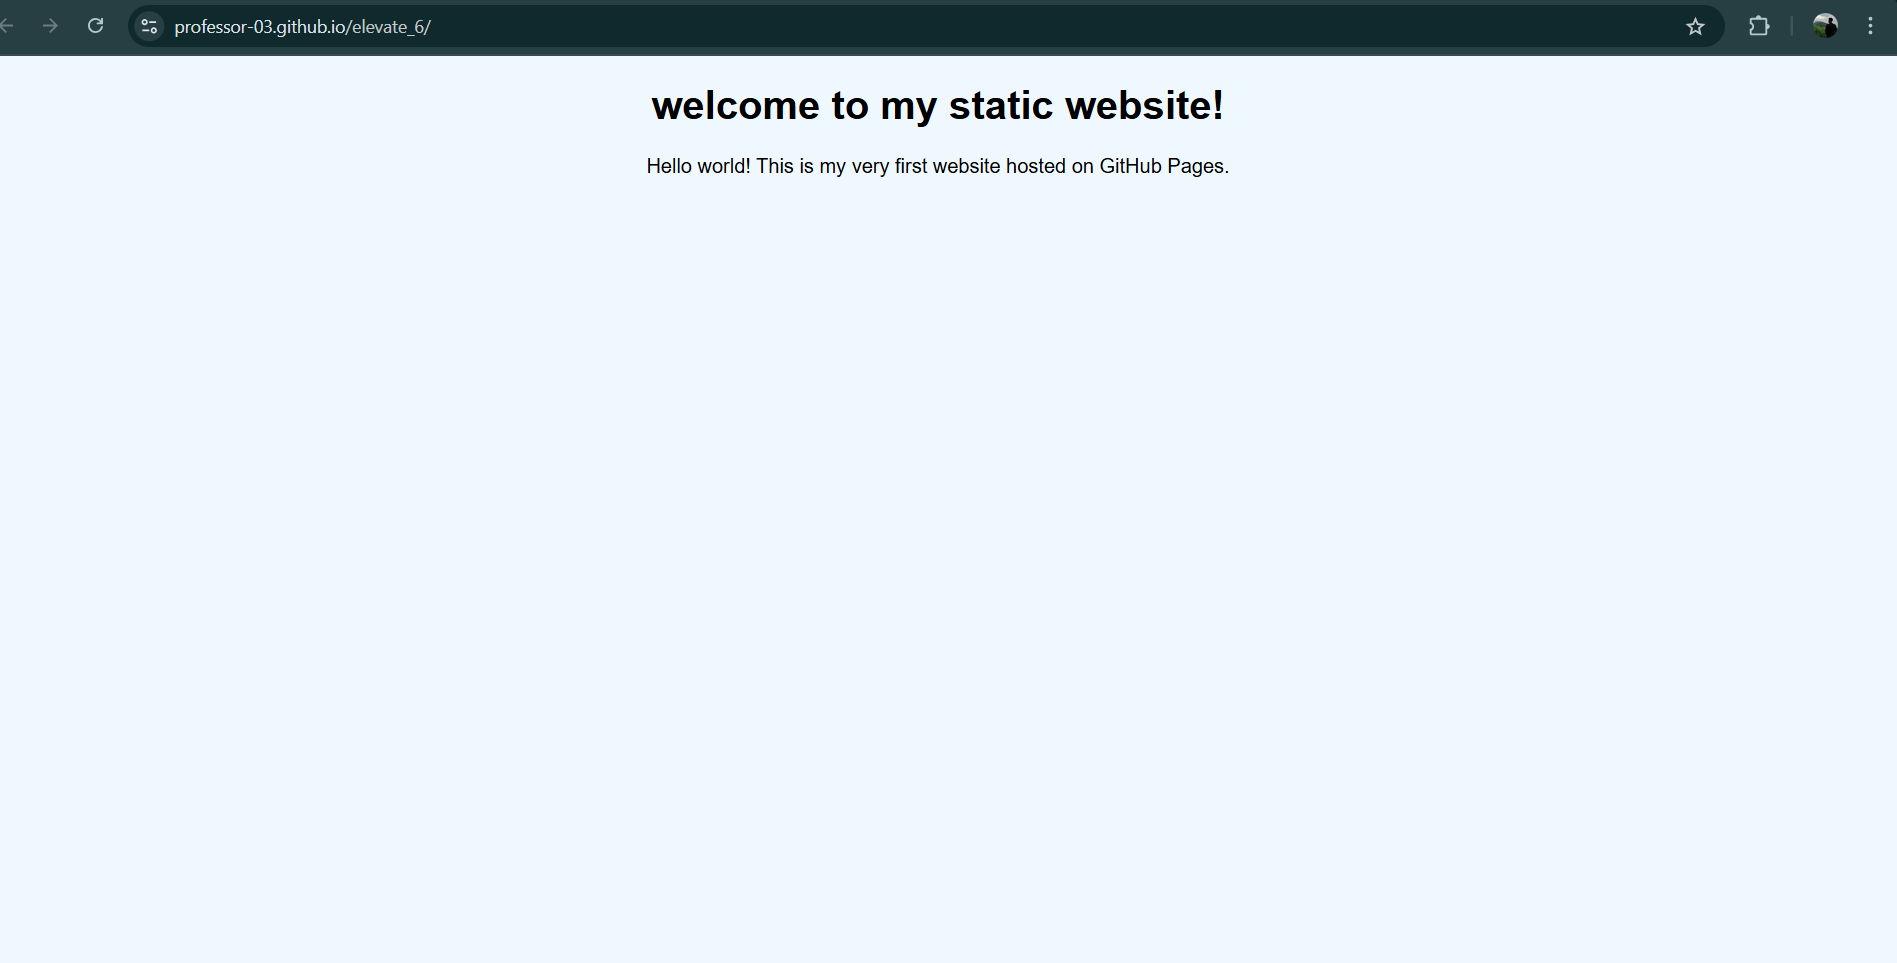 professor-03.github.io/elevate_6/
welcome to my static website!
Hello world! This is my very first website hosted on GitHub Pages.